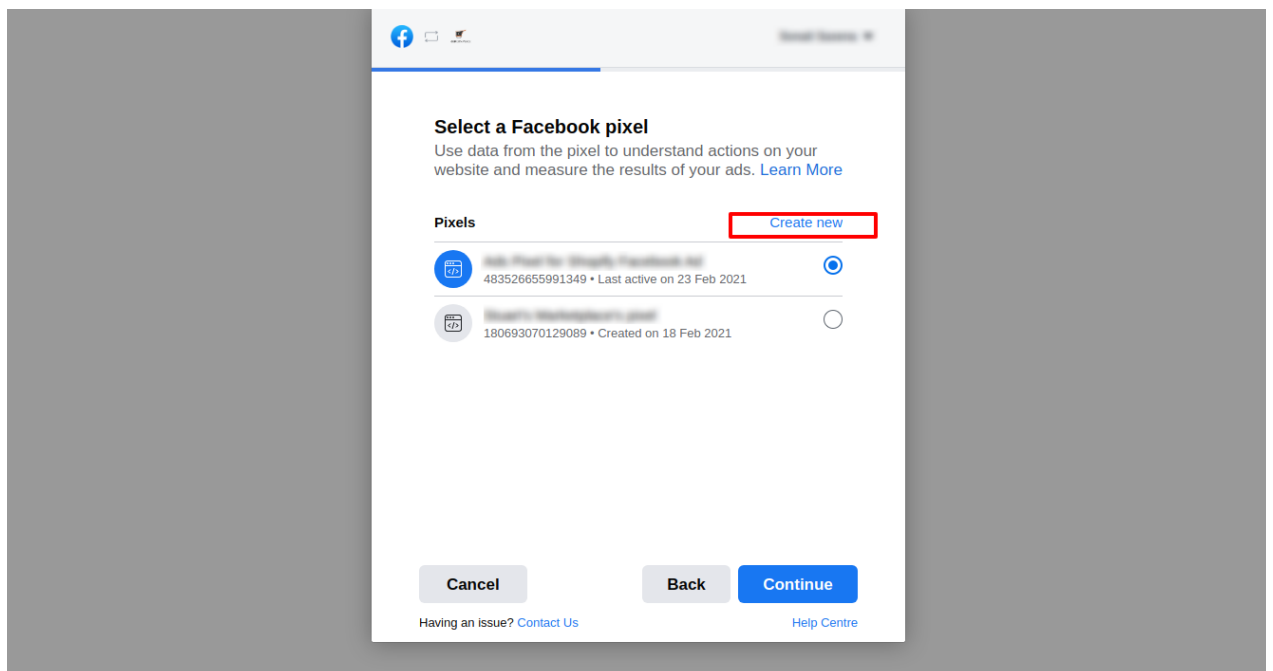 Select a Facebook pixel
Use data from the pixel to understand actions on your
website and measure the results of your ads. Learn More
Pixels Create new
483526655991349 • Last active on 23 Feb 2021
180693070129089 • Created on 18 Feb 2021
Cancel Back Continue
Having an issue? Contact Us Help Centre